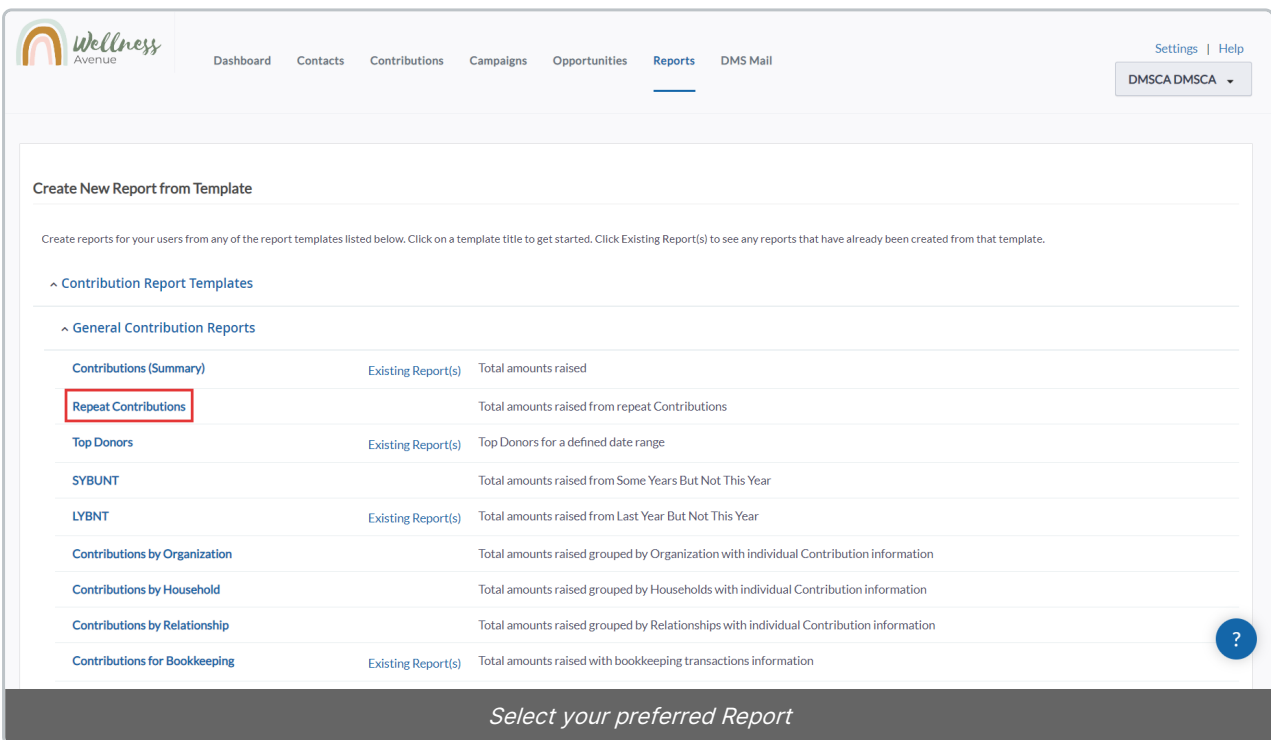 Wellness
Avenue
Dashboard Contacts Contributions Campaigns Opportunities Reports DMS Mail
Settings | Help
DMSCA DMSCA
Create New Report from Template
Create reports for your users from any of the report templates listed below. Click on a template title to get started. Click Existing Report(s) to see any reports that have already been created from that template.
Contribution Report Templates
General Contribution Reports
Contributions (Summary) Existing Report(s) Total amounts raised
Repeat Contributions Total amounts raised from repeat Contributions
Top Donors Existing Report(s) Top Donors for a defined date range
SYBUNT Total amounts raised from Some Years But Not This Year
LYBNT Existing Report(s) Total amounts raised from Last Year But Not This Year
Contributions by Organization Total amounts raised grouped by Organization with individual Contribution information
Contributions by Household Total amounts raised grouped by Households with individual Contribution information
Contributions by Relationship Total amounts raised grouped by Relationships with individual Contribution information
Contributions for Bookkeeping Existing Report(s) Total amounts raised with bookkeeping transactions information
?
Select your preferred Report